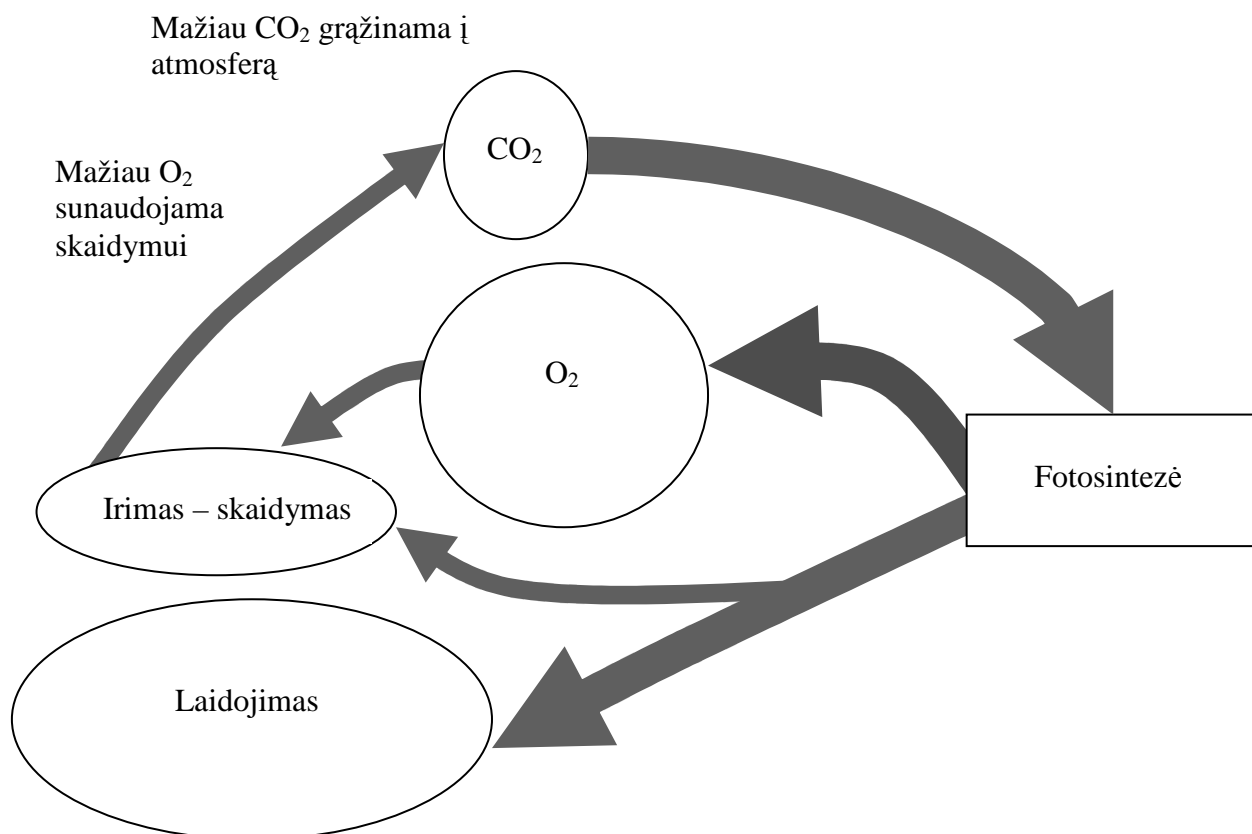 Mažiau CO₂ grąžinama į
atmosferą
CO₂
Mažiau O₂
sunaudojama
skaidymui
O₂
Fotosintezė
Irimas – skaidymas
Laidojimas